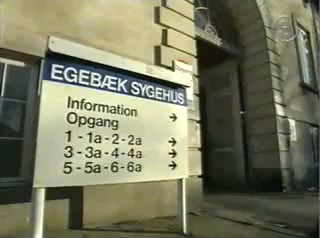 EGEBÆK SYGEHUS
Information
Opgang
1 - 1a - 2 - 2a
3 - 3a - 4 - 4a
5 - 5a - 6 - 6a